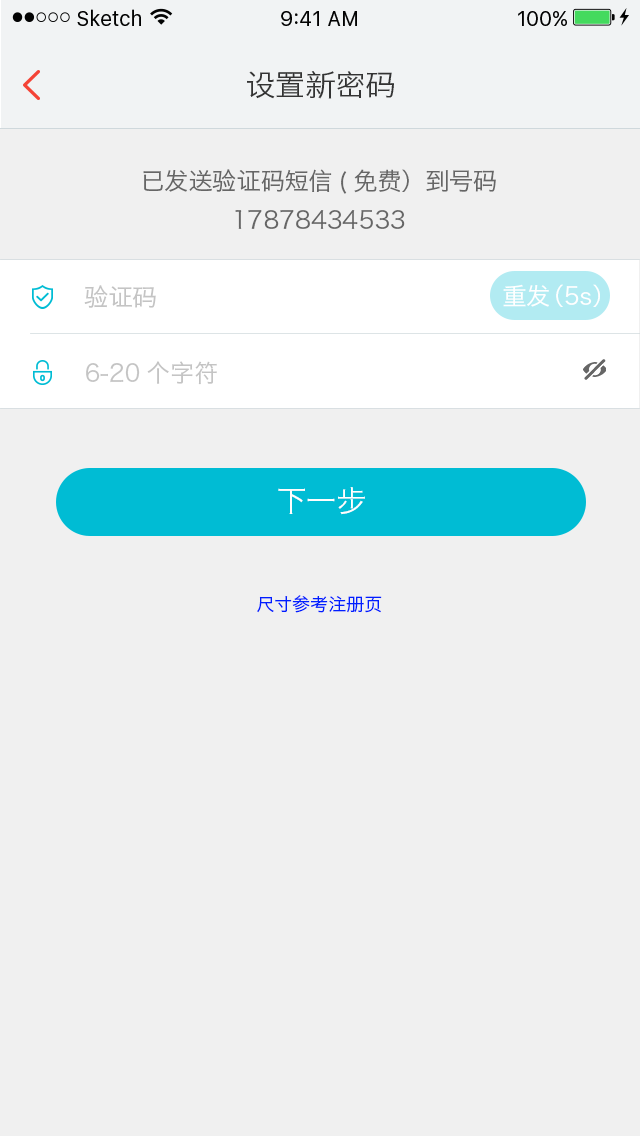 Sketch 9:41 AM 100%
设置新密码
已发送验证码短信 ( 免费）到号码
17878434533
验证码 重发（5s）
6-20 个字符
下一步
尺寸参考注册页